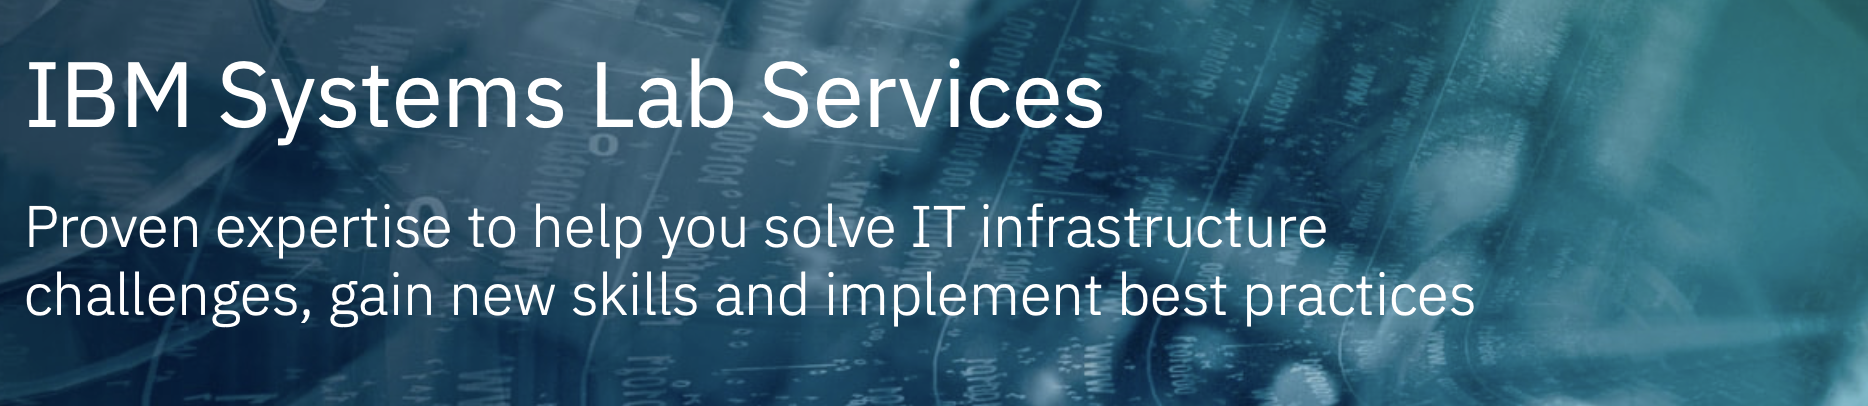 IBM Systems Lab Services
Proven expertise to help you solve IT infrastructure
challenges, gain new skills and implement best practices